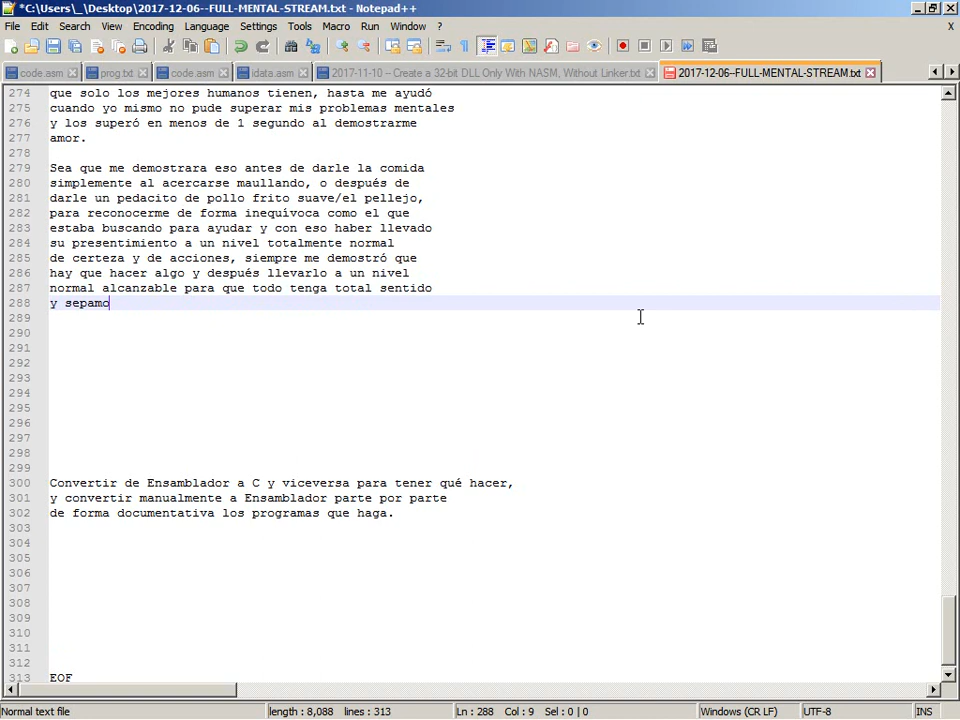 *C:\Users\_\Desktop\2017-12-06--FULL-MENTAL-STREAM.txt - Notepad++
File Edit Search View Encoding Language Settings Tools Macro Run Window ? X
code.asm prog.txt code.asm idata.asm 2017-11-10 – Create a 32-bit DLL Only With NASM, Without Linker.txt 2017-12-06--FULL-MENTAL-STREAM.txt
274 que solo los mejores humanos tienen, hasta me ayudó
275 cuando yo mismo no pude superar mis problemas mentales
276 y los superó en menos de 1 segundo al demostrarme
277 amor.
278
279 Sea que me demostrara eso antes de darle la comida
280 simplemente al acercarse maullando, o después de
281 darle un pedacito de pollo frito suave/el pellejo,
282 para reconocerme de forma inequívoca como el que
283 estaba buscando para ayudar y con eso haber llevado
284 su presentimiento a un nivel totalmente normal
285 de certeza y de acciones, siempre me demostró que
286 hay que hacer algo y después llevarlo a un nivel
287 normal alcanzable para que todo tenga total sentido
288 y sepamo
289
290
291
292
293
294
295
296
297
298
299
300 Convertir de Ensamblador a C y viceversa para tener qué hacer,
301 y convertir manualmente a Ensamblador parte por parte
302 de forma documentativa los programas que haga.
303
304
305
306
307
308
309
310
311
312
313 EOF
Normal text file length : 8,088 lines : 313 Ln : 288 Col : 9 Sel : 0 | 0 Windows (CR LF) UTF-8 INS